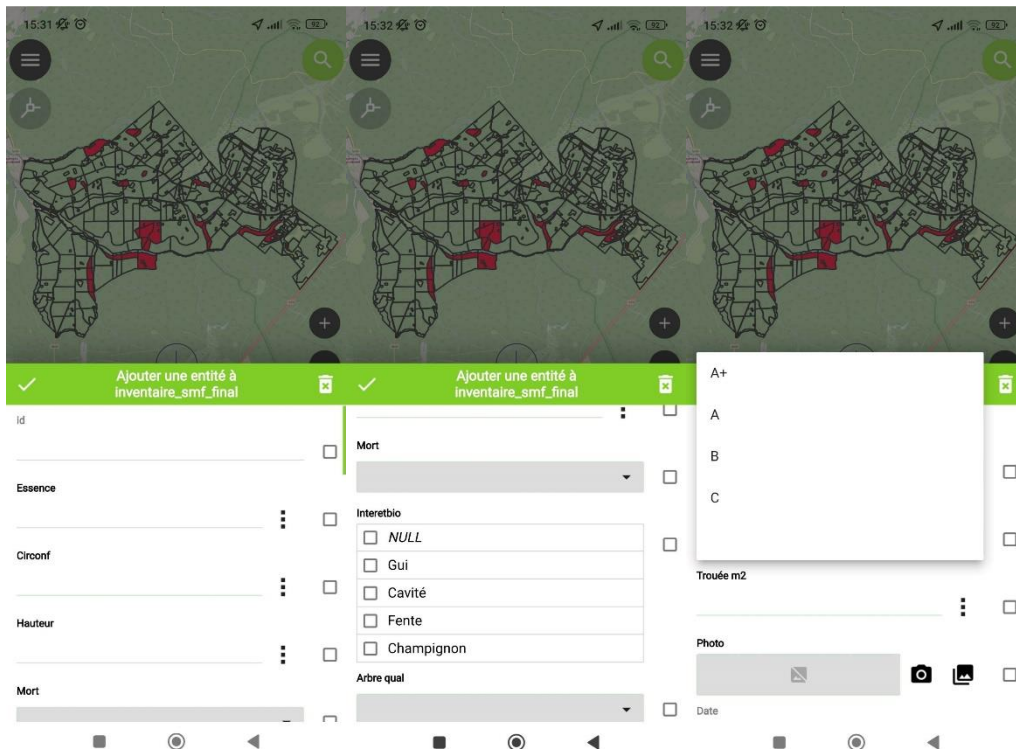 15:31
92
Ajouter une entité à
inventaire_smf_final
id
Essence
Circonf
Hauteur
Mort
15:32
92
Ajouter une entité à
inventaire_smf_final
Mort
Interetbio
NULL
Gui
Cavité
Fente
Champignon
Arbre qual
15:32
92
A+
A
B
C
Trouée m2
Photo
Date